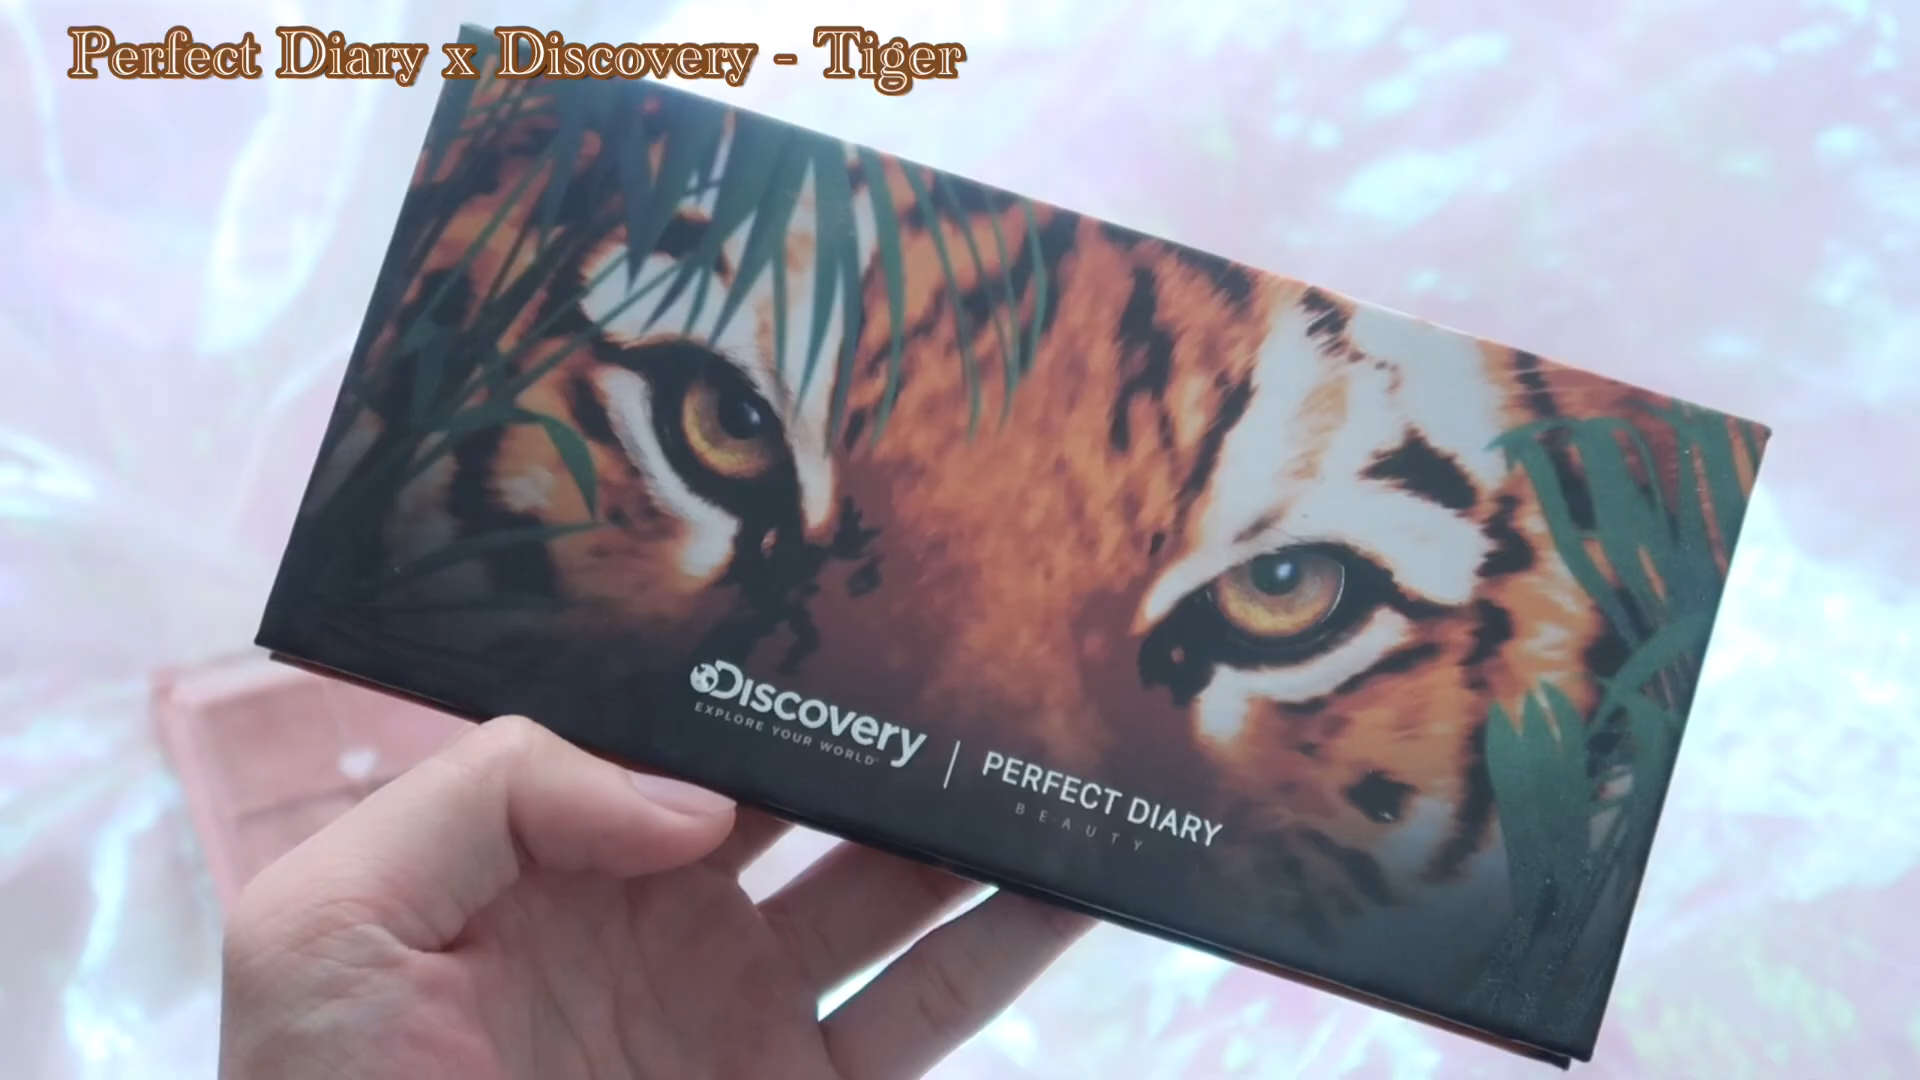 Perfect Diary x Discovery - Tiger
Discovery
EXPLORE YOUR WORLD
PERFECT DIARY
BEAUTY